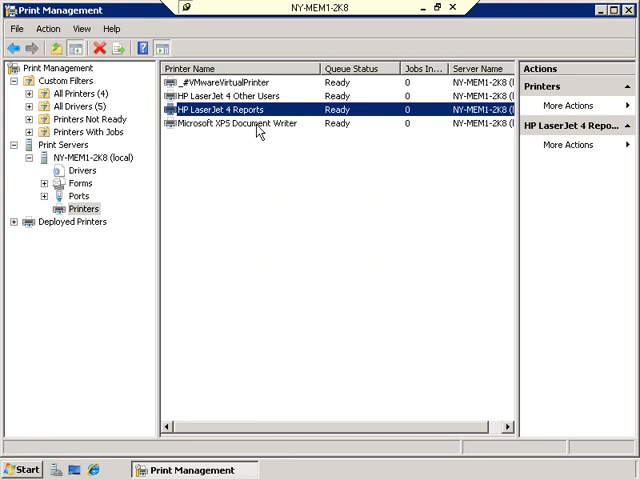 Print Management
NY-MEM1-2K8
File Action View Help
Print Management
Custom Filters
All Printers (4)
All Drivers (5)
Printers Not Ready
Printers With Jobs
Print Servers
NY-MEM1-2K8 (local)
Drivers
Forms
Ports
Printers
Deployed Printers
Printer Name Queue Status Jobs In... Server Name
_#VMwareVirtualPrinter Ready 0 NY-MEM1-2K8 (l
HP LaserJet 4 Other Users Ready 0 NY-MEM1-2K8 (l
HP LaserJet 4 Reports Ready 0 NY-MEM1-2K8 (l
Microsoft XPS Document Writer Ready 0 NY-MEM1-2K8 (l
Actions
Printers
More Actions
HP LaserJet 4 Repo...
More Actions
Start Print Management